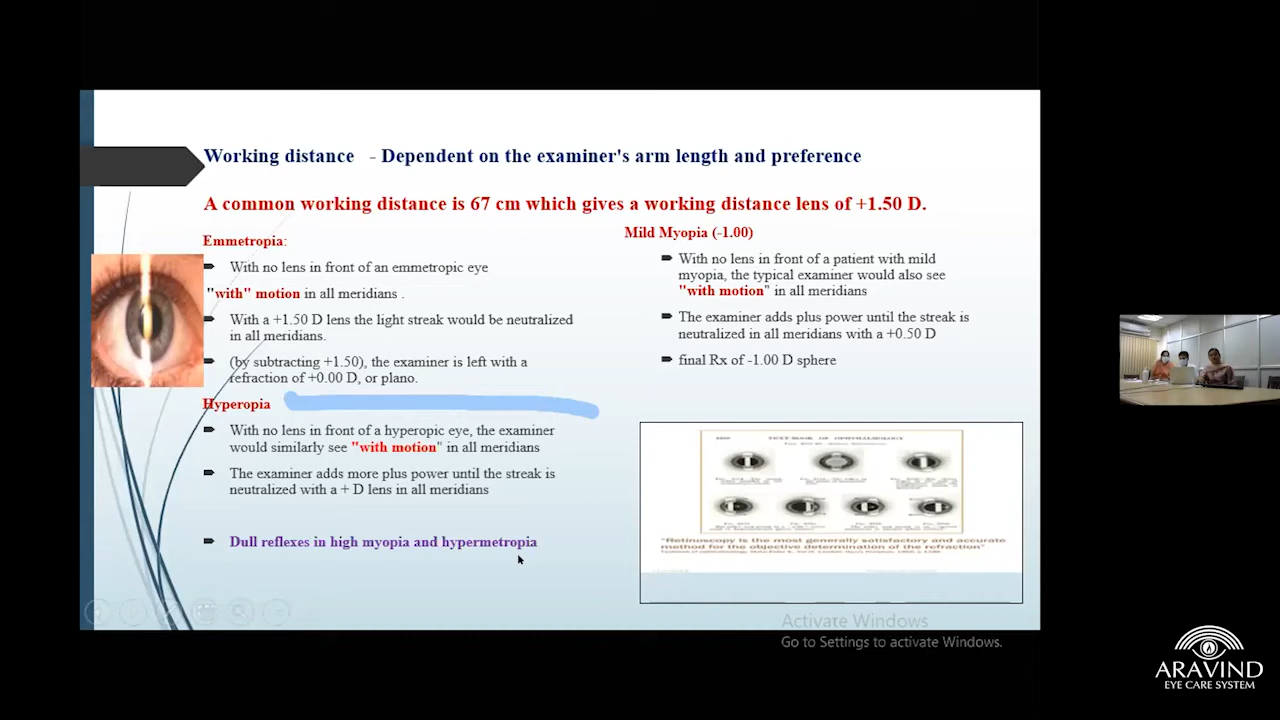 Working distance - Dependent on the examiner's arm length and preference
A common working distance is 67 cm which gives a working distance lens of +1.50 D.
Emmetropia:
With no lens in front of an emmetropic eye
"with" motion in all meridians .
With a +1.50 D lens the light streak would be neutralized
in all meridians.
(by subtracting +1.50), the examiner is left with a
refraction of +0.00 D, or plano.
Hyperopia
With no lens in front of a hyperopic eye, the examiner
would similarly see "with motion" in all meridians
The examiner adds more plus power until the streak is
neutralized with a + D lens in all meridians
Dull reflexes in high myopia and hypermetropia
Mild Myopia (-1.00)
With no lens in front of a patient with mild
myopia, the typical examiner would also see
"with motion" in all meridians
The examiner adds plus power until the streak is
neutralized in all meridians with a +0.50 D
final Rx of -1.00 D sphere
TEXT-BOOK OF OPHTHALMOLOGY
"Retinoscopy is the most generally satisfactory and accurate
method for the objective determination of the refraction"
Activate Windows
Go to Settings to activate Windows.
ARAVIND
EYE CARE SYSTEM